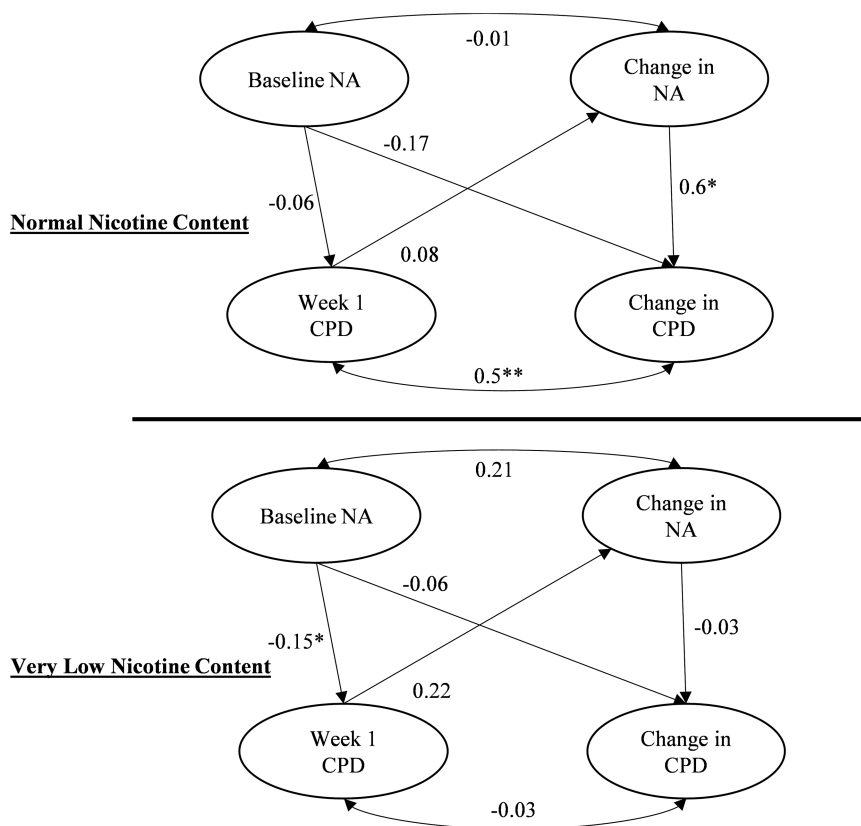 -0.01
Baseline NA
Change in
NA
-0.17
-0.06
0.6*
Normal Nicotine Content
0.08
Week 1
CPD
Change in
CPD
0.5**
0.21
Baseline NA
Change in
NA
-0.06
-0.15*
-0.03
Very Low Nicotine Content
0.22
Week 1
CPD
Change in
CPD
-0.03